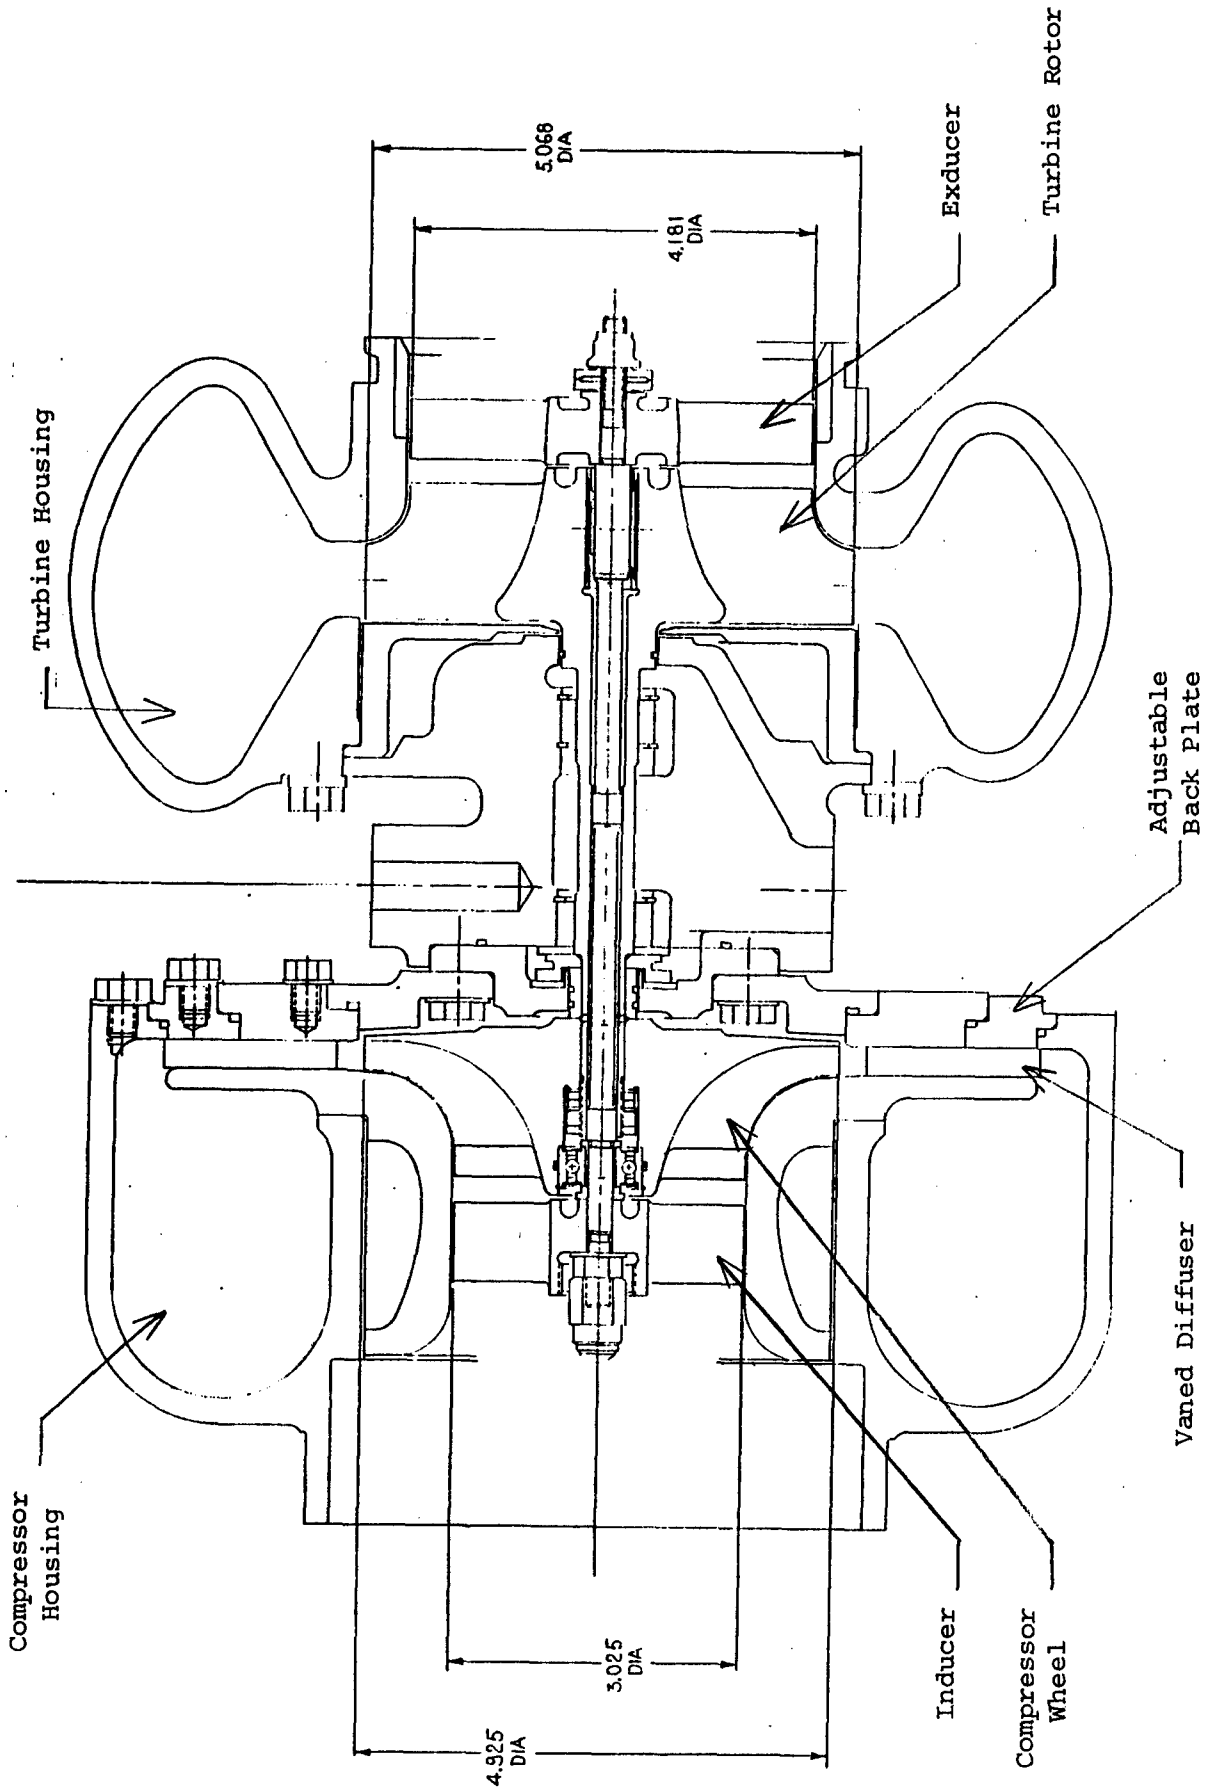 Compressor
Housing
Turbine Housing
5.068
DIA
4.181
DIA
Exducer
Turbine Rotor
Adjustable
Back Plate
Vaned Diffuser
4.925
DIA
3.025
DIA
Inducer
Compressor
Wheel